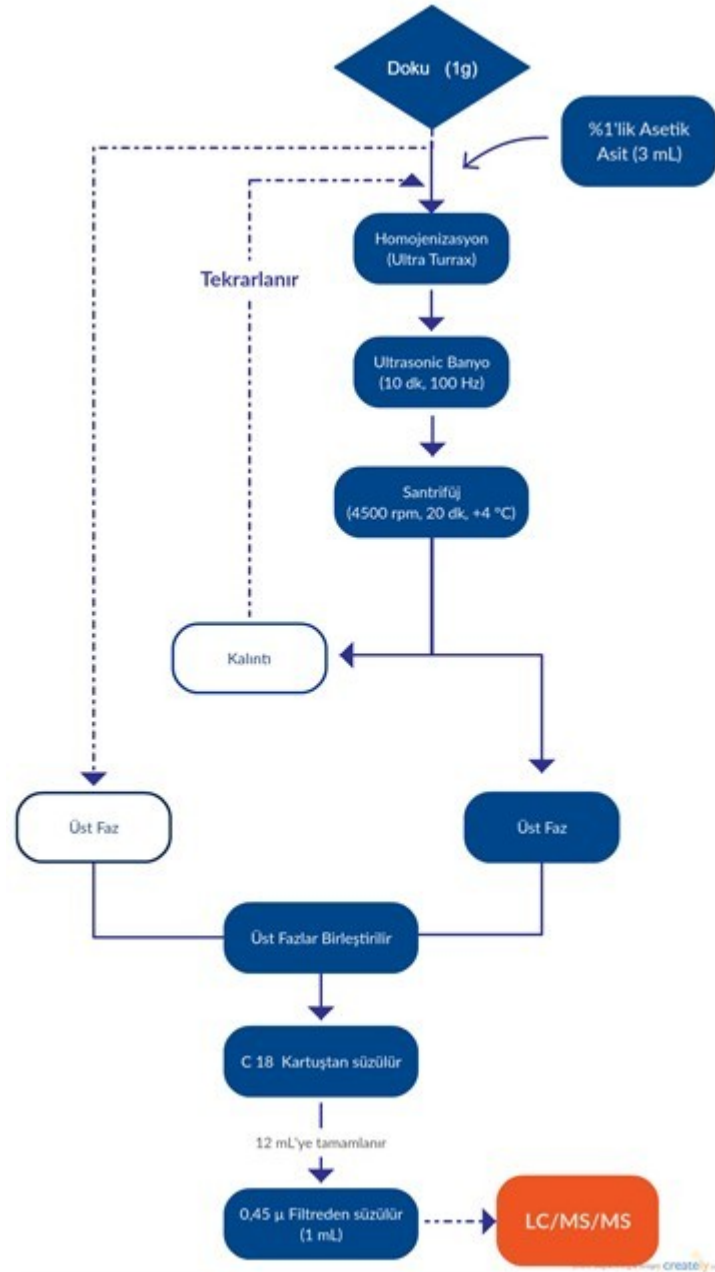 Doku (1g)
%1'lik Asetik
Asit (3 mL)
Homojenizasyon
(Ultra Turrax)
Tekrarlanır
Ultrasonic Banyo
(10 dk, 100 Hz)
Santrifüj
(4500 rpm, 20 dk, +4 °C)
Kalıntı
Üst Faz
Üst Faz
Üst Fazlar Birleştirilir
C 18 Kartuştan süzülür
12 mL'ye tamamlanır
0,45 µ Filtreden süzülür
(1 mL)
LC/MS/MS
creately